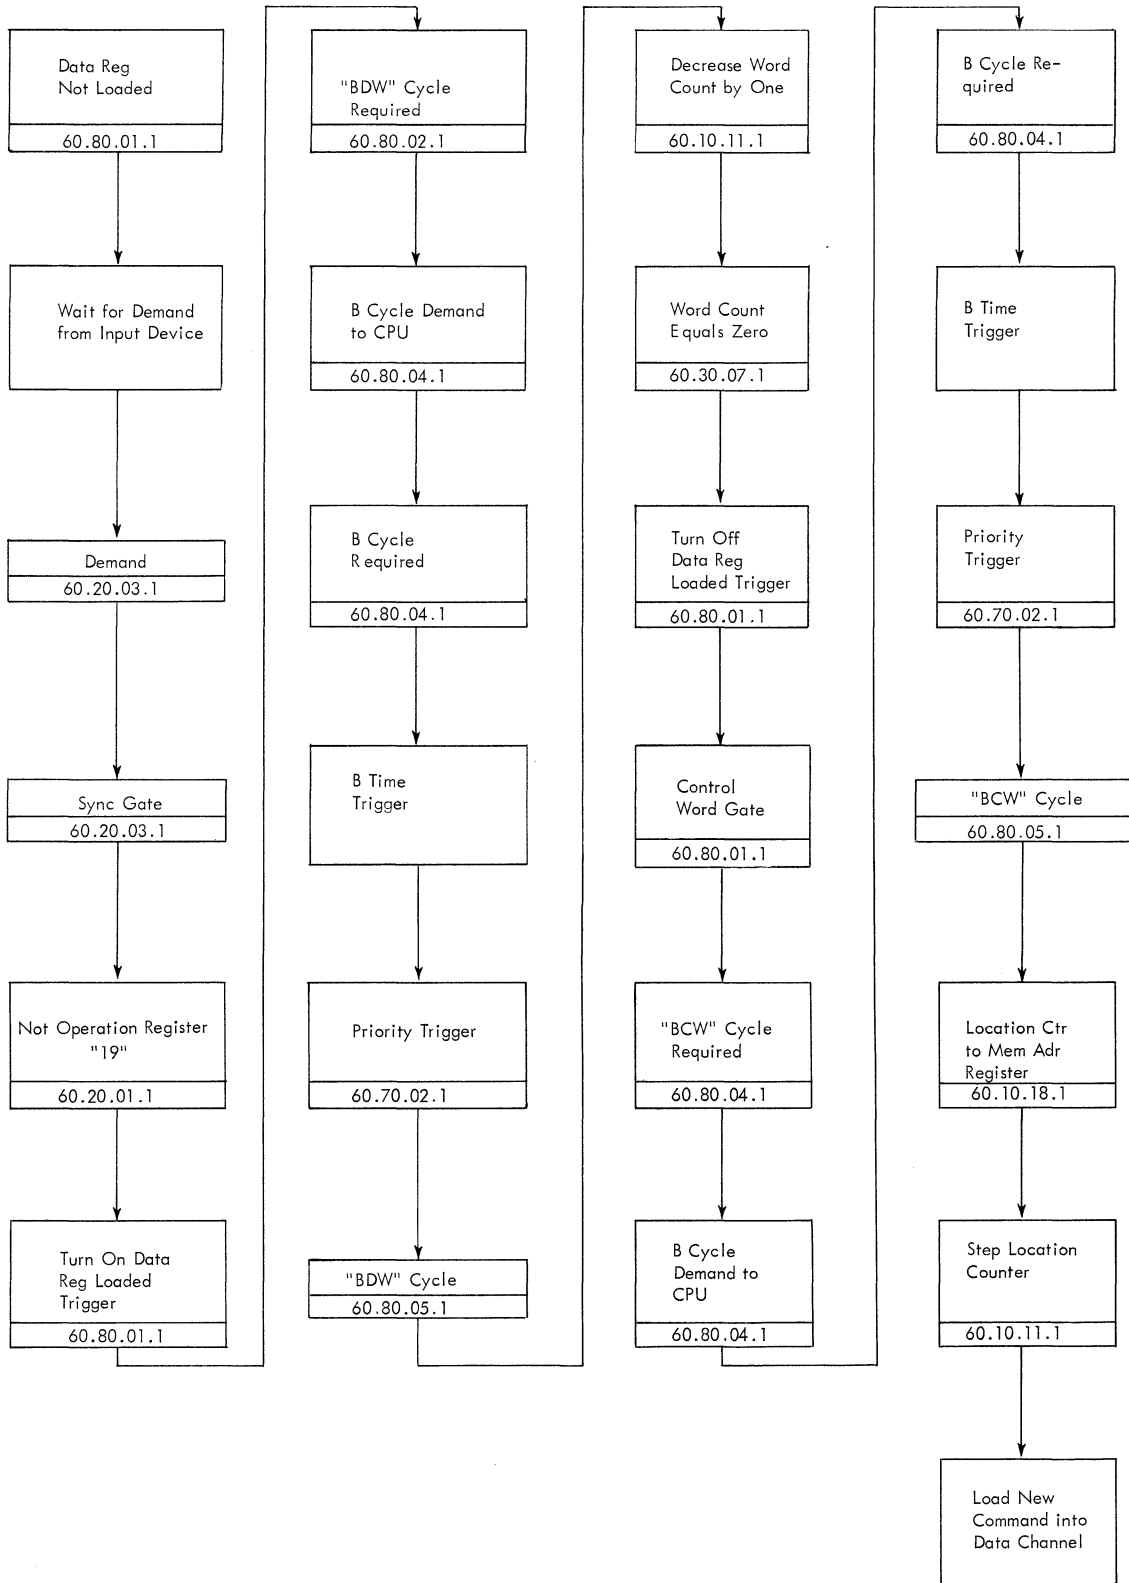 Data Reg
Not Loaded
60.80.01.1
Wait for Demand
from Input Device
Demand
60.20.03.1
Sync Gate
60.20.03.1
Not Operation Register
"19"
60.20.01.1
Turn On Data
Reg Loaded
Trigger
60.80.01.1
"BDW" Cycle
Required
60.80.02.1
B Cycle Demand
to CPU
60.80.04.1
B Cycle
Required
60.80.04.1
B Time
Trigger
Priority Trigger
60.70.02.1
"BDW" Cycle
60.80.05.1
Decrease Word
Count by One
60.10.11.1
Word Count
Equals Zero
60.30.07.1
Turn Off
Data Reg
Loaded Trigger
60.80.01.1
Control
Word Gate
60.80.01.1
"BCW" Cycle
Required
60.80.04.1
B Cycle
Demand to
CPU
60.80.04.1
B Cycle Re-
quired
60.80.04.1
B Time
Trigger
Priority
Trigger
60.70.02.1
"BCW" Cycle
60.80.05.1
Location Ctr
to Mem Adr
Register
60.10.18.1
Step Location
Counter
60.10.11.1
Load New
Command into
Data Channel